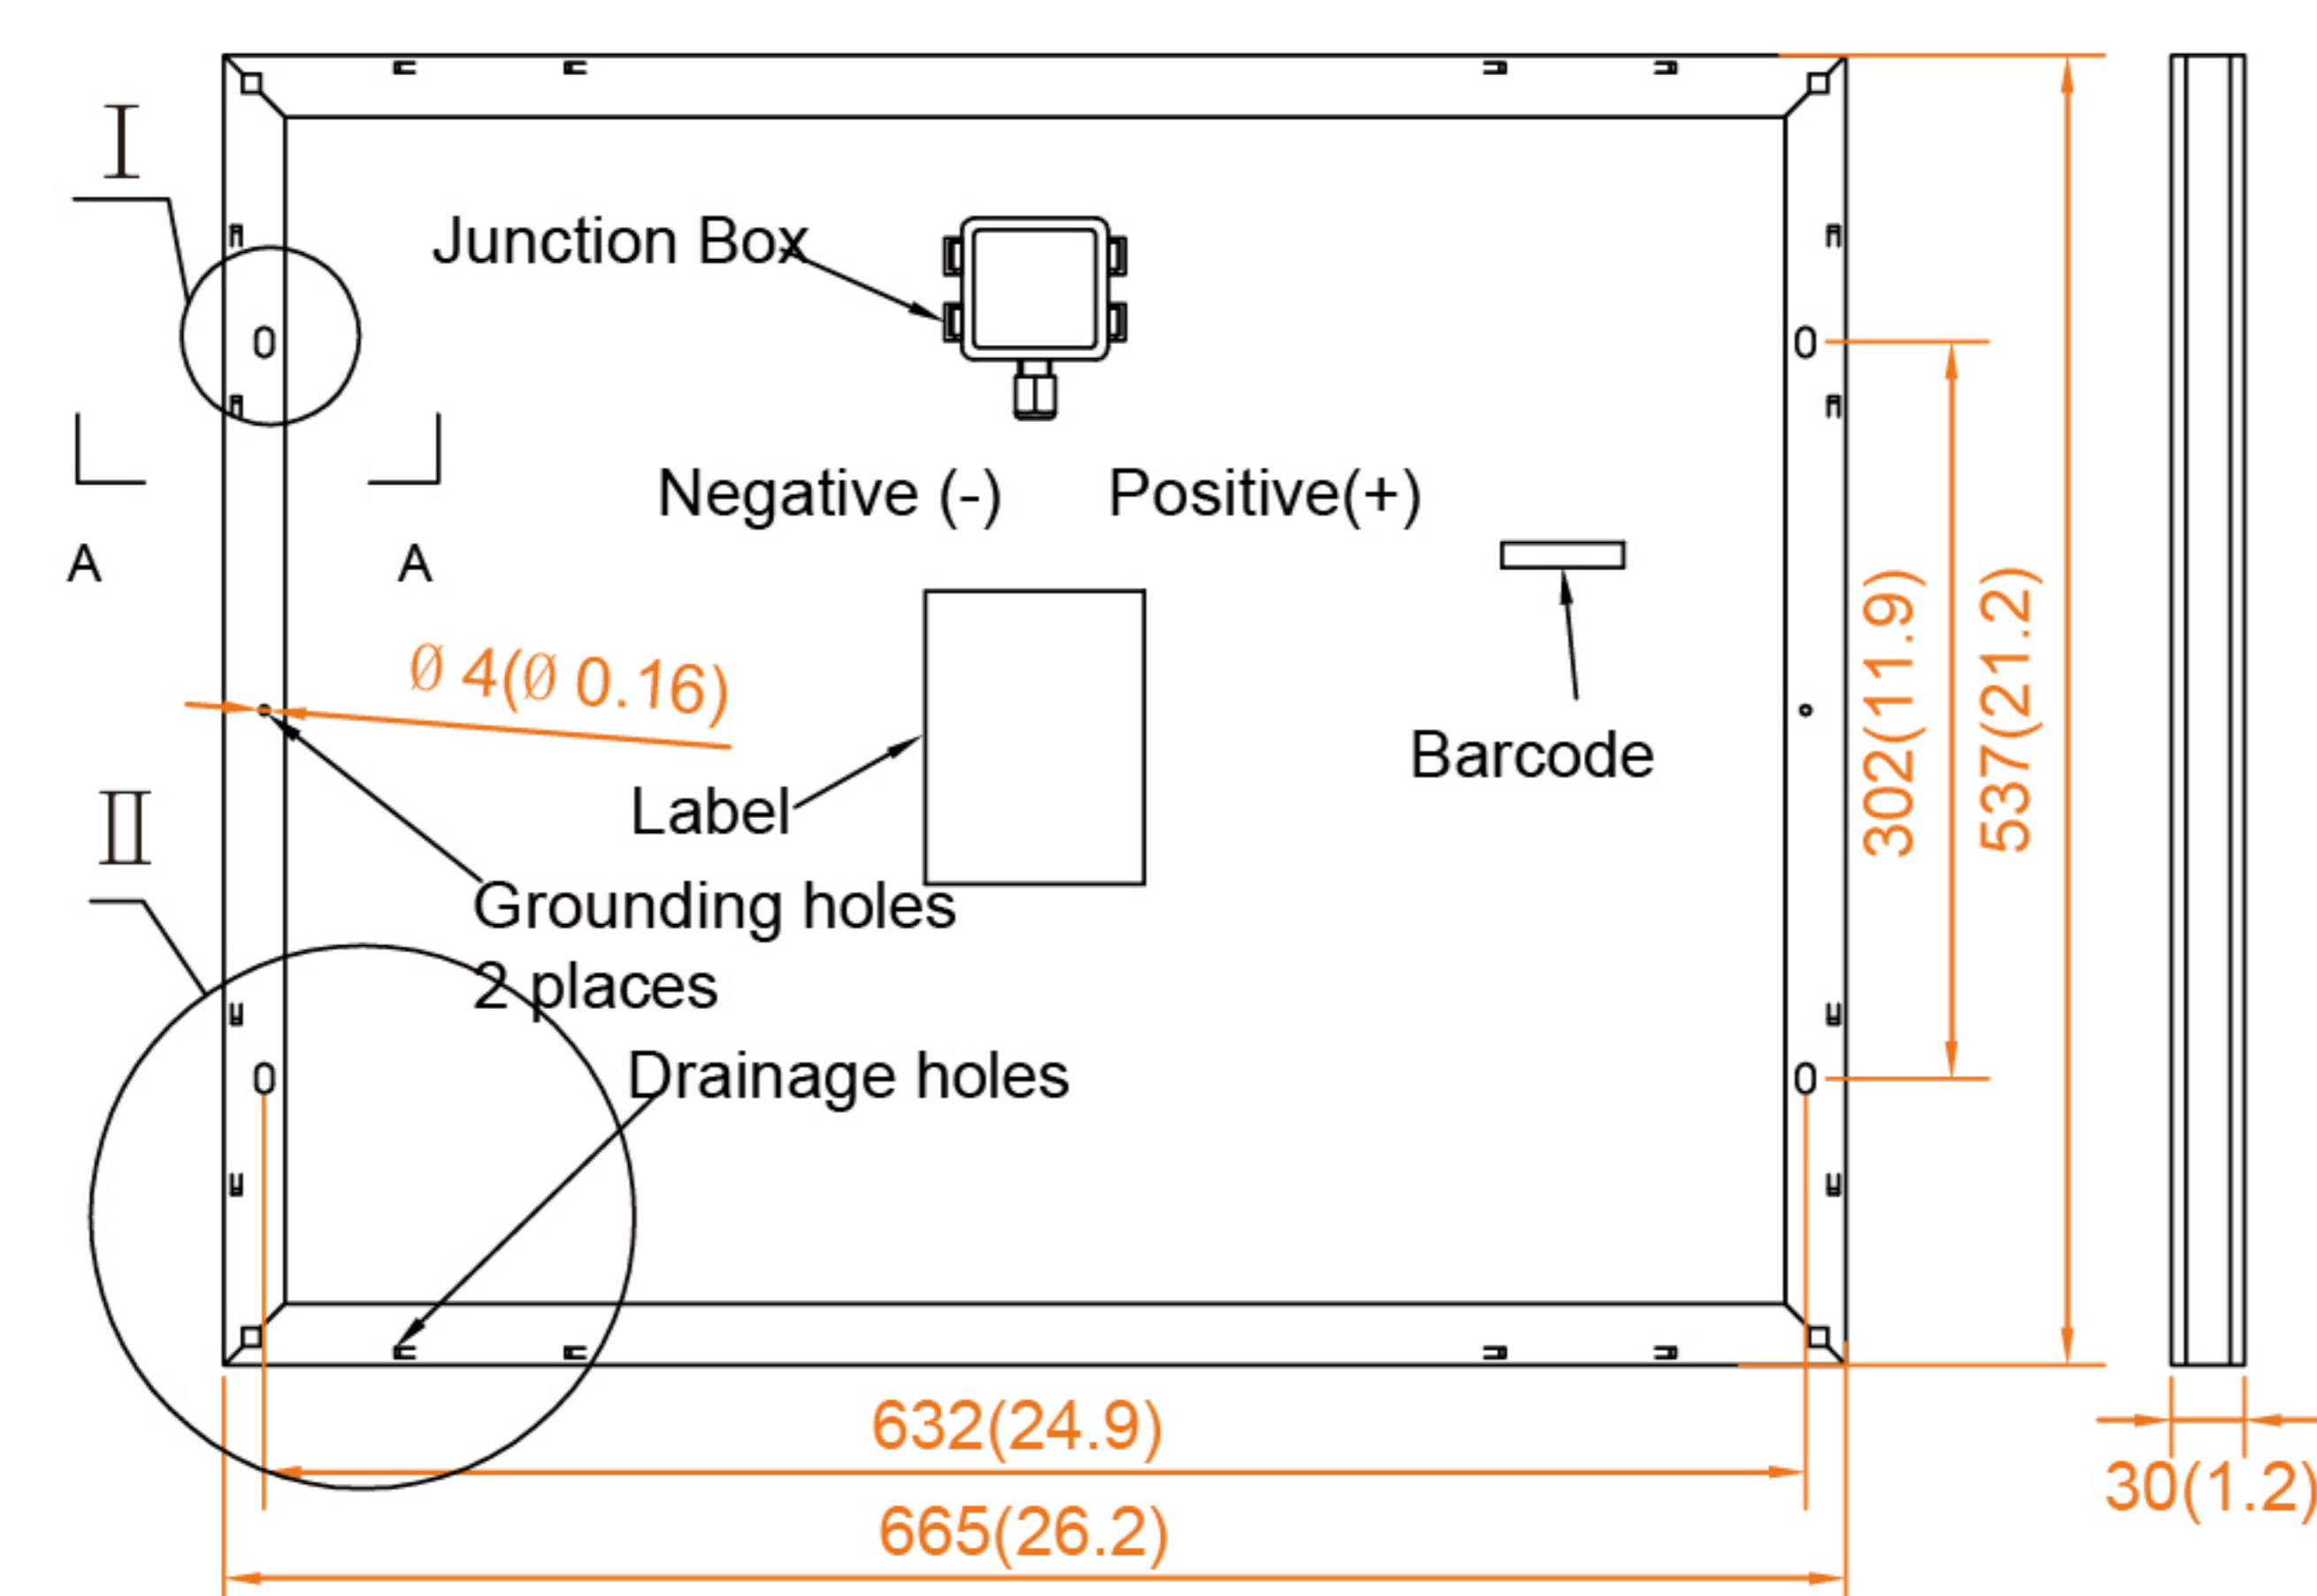 I
Junction Box
Negative (-) Positive(+)
A A
Ø 4(Ø 0.16)
302(11.9)
537(21.2)
Barcode
Label
II
Grounding holes
2 places
Drainage holes
632(24.9)
30(1.2)
665(26.2)